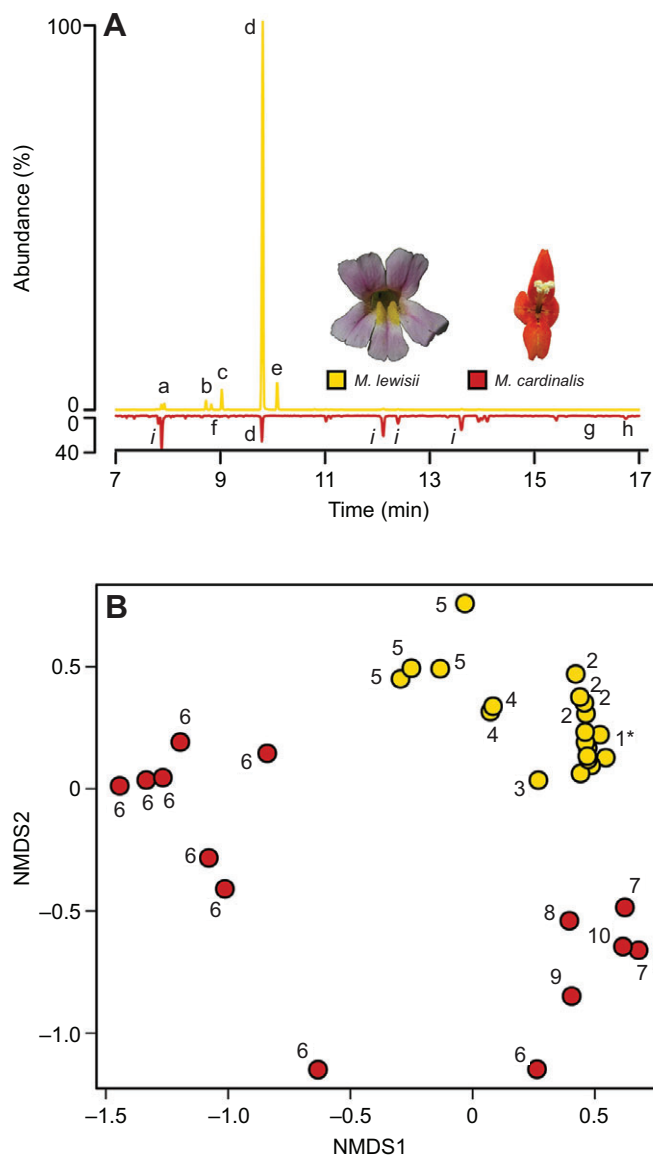 A
100
Abundance (%)
d
a
b
c
e
M. lewisii
M. cardinalis
0
0
40
i
f
d
i
i
i
g
h
7
9
11
13
15
17
Time (min)
B
5
5
5
5
4
4
2
2
2
2
1*
3
6
6
6
6
6
6
6
7
8
10
7
9
6
6
0.5
0
–0.5
–1.0
NMDS2
–1.5
–1.0
–0.5
0
0.5
NMDS1